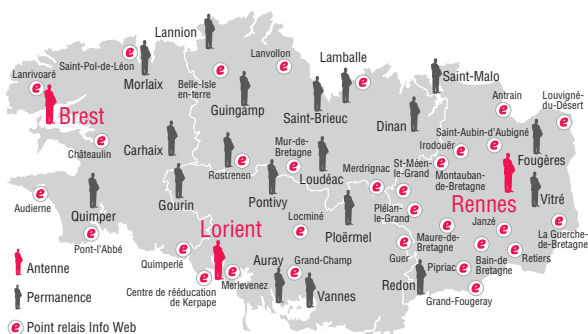 Lannion
Saint-Pol-de-Léon
Lanvollon
Lamballe
Lanrivoaré
Morlaix
Belle-Isle
en-terre
Saint-Malo
Louvigné-
du-Désert
Antrain
Guingamp
Saint-Brieuc
Brest
Dinan
Saint-Aubin-d'Aubigné
Irodouër
Fougères
Châteaulin
Carhaix
Mur-de-
Bretagne
Rostrenen
Loudéac
Merdrignac
St-Méen-
le-Grand
Montauban-
de-Bretagne
Gourin
Pontivy
Plélan-
le-Grand
Rennes
Vitré
Audierne
Quimper
Locminé
Ploërmel
Janzé
Maure-de-
Bretagne
La Guerche-
de-Bretagne
Pont-l'Abbé
Lorient
Quimperlé
Auray
Grand-Champ
Guer
Bain-de-
Bretagne
Retiers
Pipriac
Merlevenez
Centre de rééducation
de Kerpape
Vannes
Redon
Grand-Fougeray
Antenne
Permanence
e Point relais Info Web